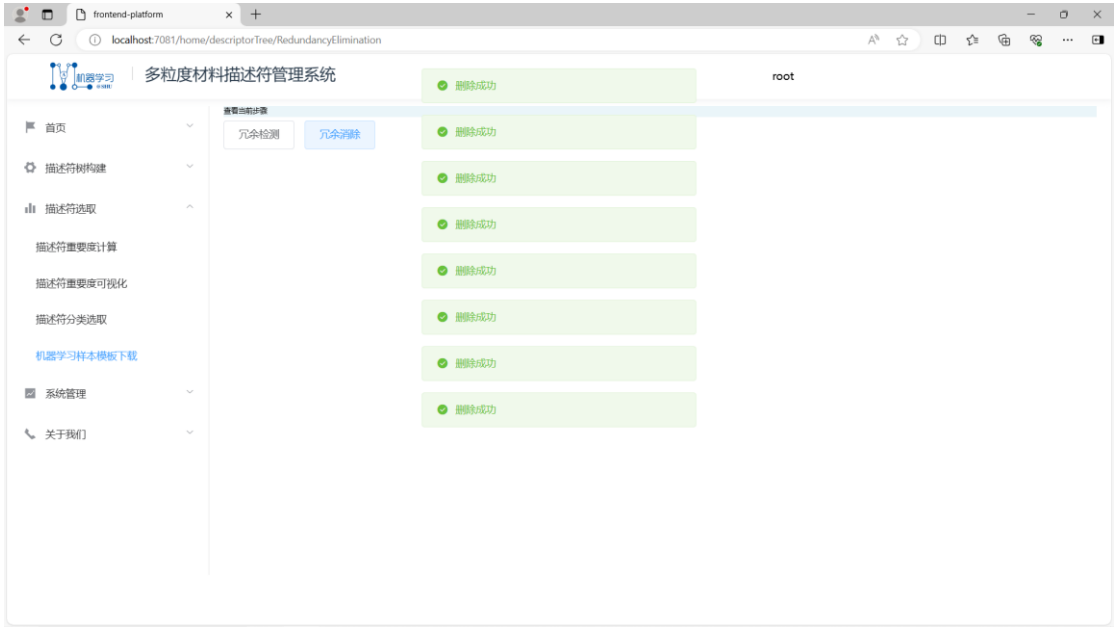 frontend-platform
localhost:7081/home/descriptorTree/RedundancyElimination
机器学习
多粒度材料描述符管理系统
root
查看当前步骤
冗余检测
冗余消除
首页
描述符树构建
描述符选取
描述符重要度计算
描述符重要度可视化
描述符分类选取
机器学习样本模板下载
系统管理
关于我们
删除成功
删除成功
删除成功
删除成功
删除成功
删除成功
删除成功
删除成功